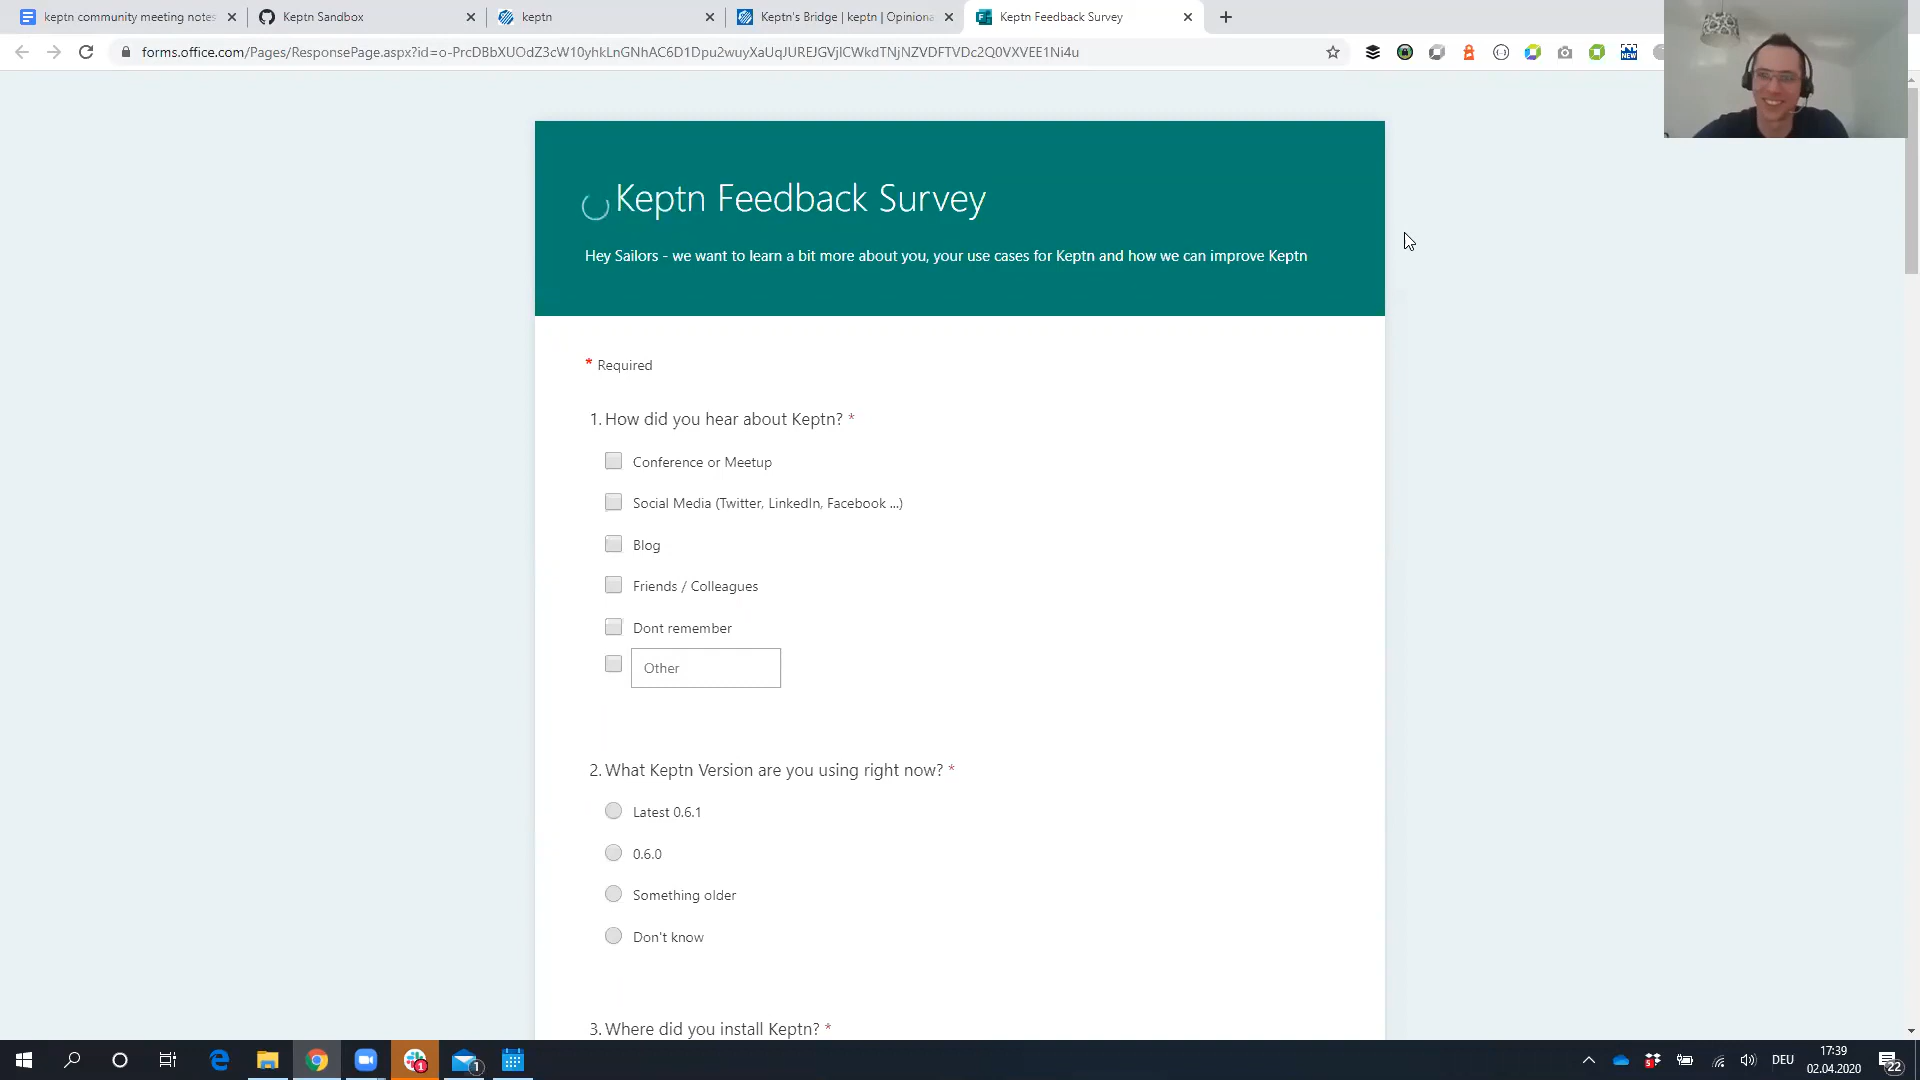 keptn community meeting notes
Keptn Sandbox
keptn
Keptn's Bridge | keptn | Opiniona
Keptn Feedback Survey
forms.office.com/Pages/ResponsePage.aspx?id=o-PrcDBbXUOdZ3cW10yhkLnGNhAC6D1Dpu2wuyXaUqJUREJGVjlCWkdTNjNZVDFTVDc2Q0VXVEE1Ni4u
NEW
Keptn Feedback Survey
Hey Sailors - we want to learn a bit more about you, your use cases for Keptn and how we can improve Keptn
* Required
1. How did you hear about Keptn? *
Conference or Meetup
Social Media (Twitter, LinkedIn, Facebook ...)
Blog
Friends / Colleagues
Dont remember
Other
2. What Keptn Version are you using right now? *
Latest 0.6.1
0.6.0
Something older
Don't know
3. Where did you install Keptn? *
1
1
DEU
17:39
02.04.2020
22